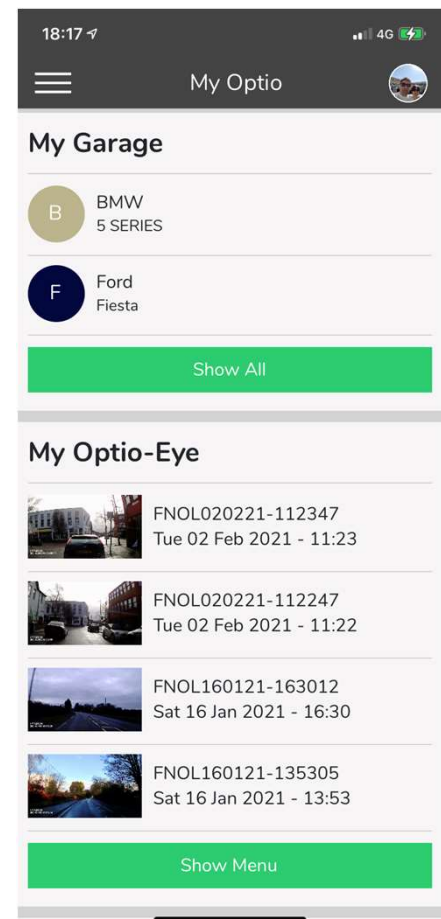 18:17
4G
My Optio
My Garage
B
BMW
5 SERIES
F
Ford
Fiesta
Show All
My Optio-Eye
FNOL020221-112347
Tue 02 Feb 2021 - 11:23
FNOL020221-112247
Tue 02 Feb 2021 - 11:22
FNOL160121-163012
Sat 16 Jan 2021 - 16:30
FNOL160121-135305
Sat 16 Jan 2021 - 13:53
Show Menu